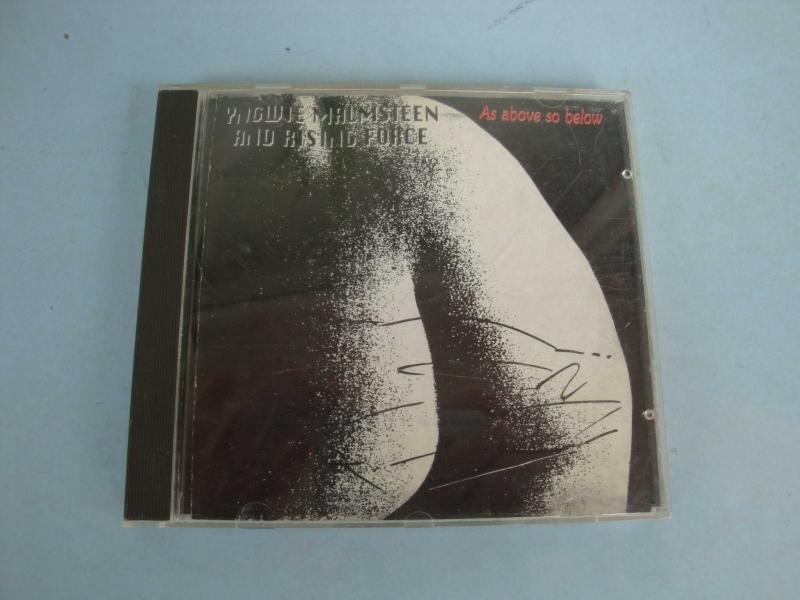 YNGWIE MALMSTEEN
AND RISING FORCE
As above so below